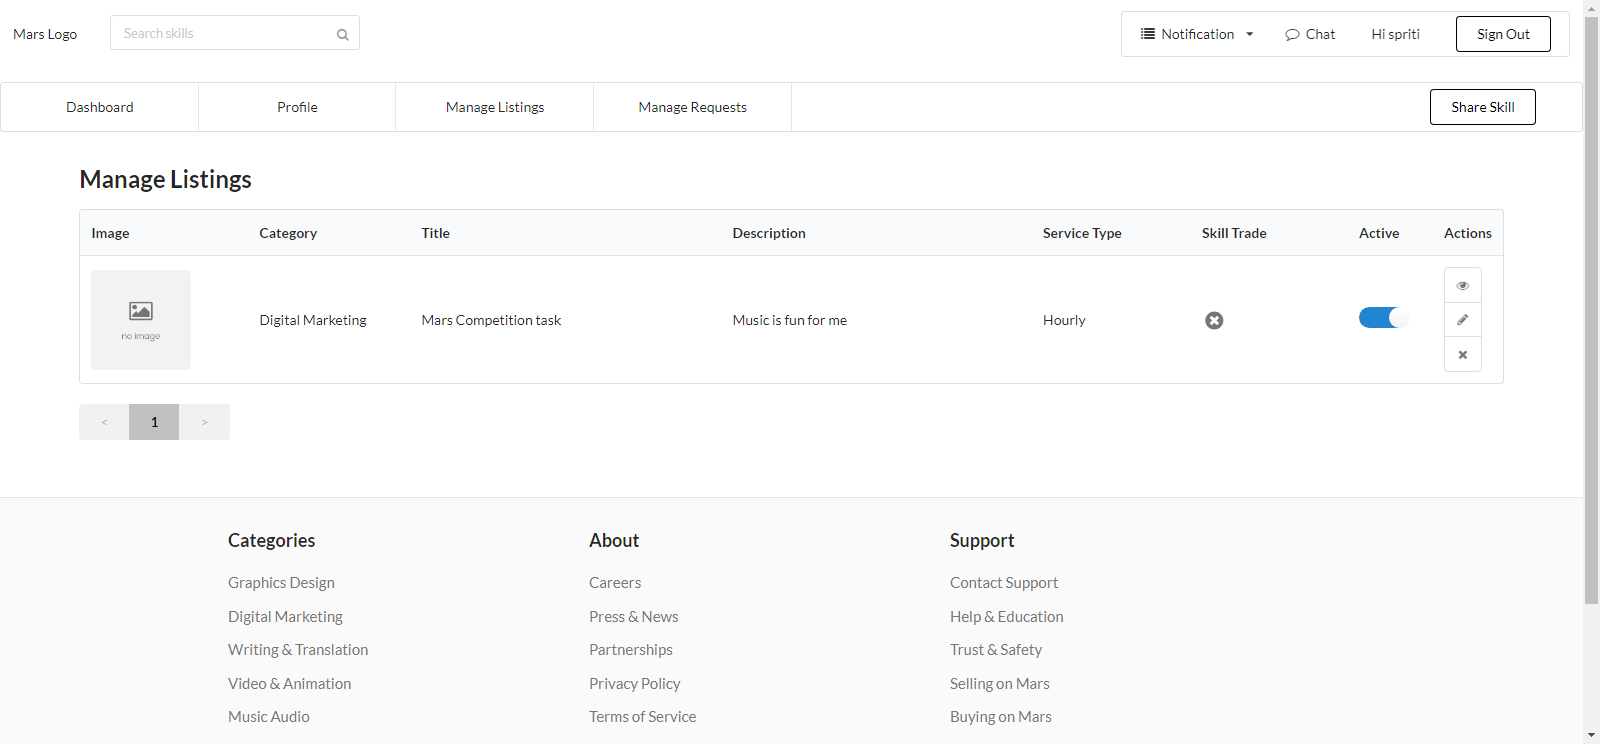 Mars Logo
Search skills
Notification
Chat
Hi spriti
Sign Out
Dashboard
Profile
Manage Listings
Manage Requests
Share Skill
Manage Listings
Image Category Title Description Service Type Skill Trade Active Actions
no image
Digital Marketing Mars Competition task Music is fun for me Hourly
< 1 >
Categories
Graphics Design
Digital Marketing
Writing & Translation
Video & Animation
Music Audio
About
Careers
Press & News
Partnerships
Privacy Policy
Terms of Service
Support
Contact Support
Help & Education
Trust & Safety
Selling on Mars
Buying on Mars